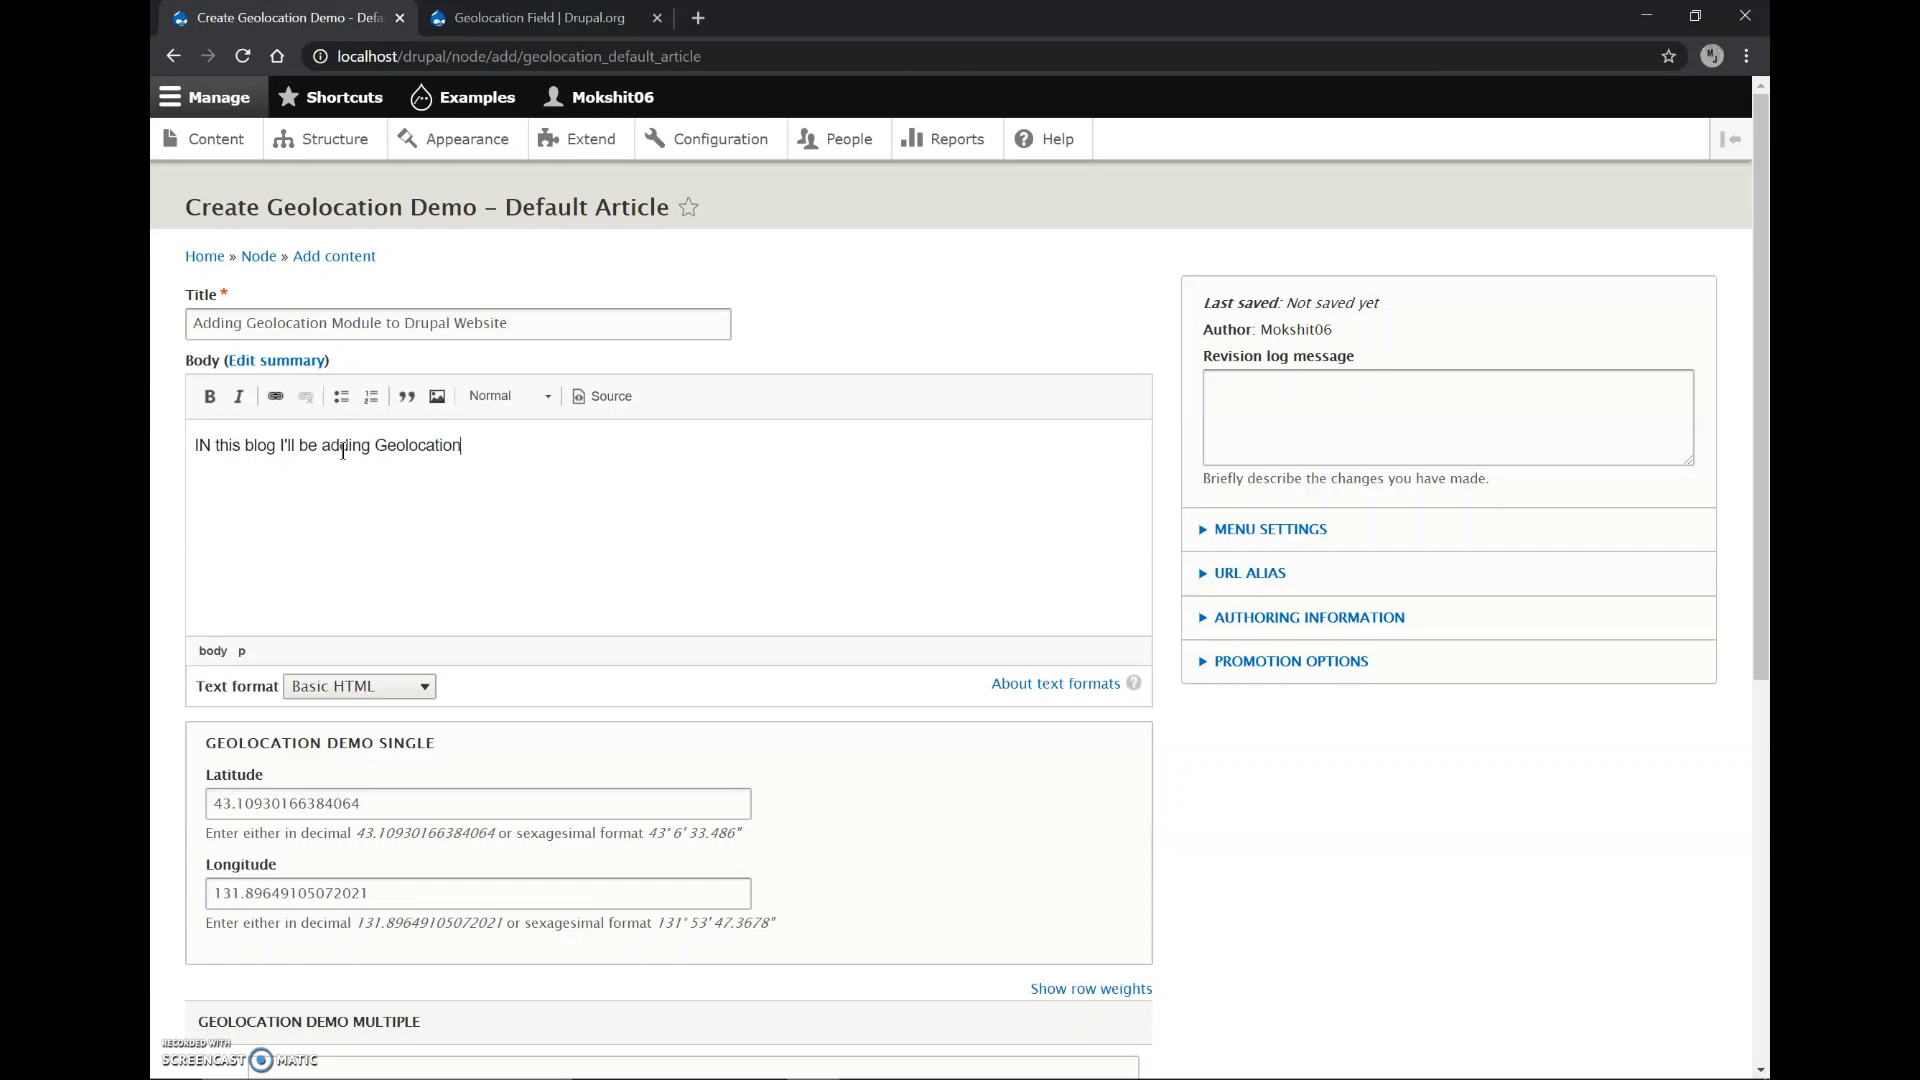 Create Geolocation Demo - Defa
Geolocation Field | Drupal.org
localhost/drupal/node/add/geolocation_default_article
MJ
Manage
Shortcuts
Examples
Mokshit06
Content
Structure
Appearance
Extend
Configuration
People
Reports
Help
Create Geolocation Demo – Default Article
Home » Node » Add content
Title *
Adding Geolocation Module to Drupal Website
Body (Edit summary)
B I Normal Source
IN this blog I'll be adding Geolocation
body p
Text format Basic HTML
About text formats ?
GEOLOCATION DEMO SINGLE
Latitude
43.10930166384064
Enter either in decimal 43.10930166384064 or sexagesimal format 43° 6' 33.486"
Longitude
131.89649105072021
Enter either in decimal 131.89649105072021 or sexagesimal format 131° 53' 47.3678"
Show row weights
GEOLOCATION DEMO MULTIPLE
Last saved: Not saved yet
Author: Mokshit06
Revision log message
Briefly describe the changes you have made.
MENU SETTINGS
URL ALIAS
AUTHORING INFORMATION
PROMOTION OPTIONS
RECORDED WITH
SCREENCAST MATIC